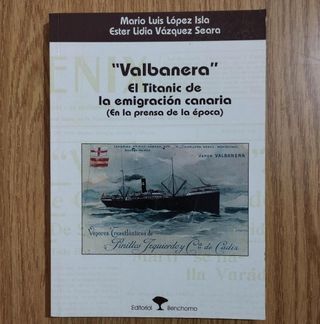 Mario Luis López Isla
Ester Lidia Vázquez Seara
"Valbanera"
El Titanic de
la emigración canaria
(En la prensa de la época)
Vapor VALBANERA
Vapores Trasatlánticos de
Pinillos Izquierdo y Cª de Cádiz
Editorial Benchomo